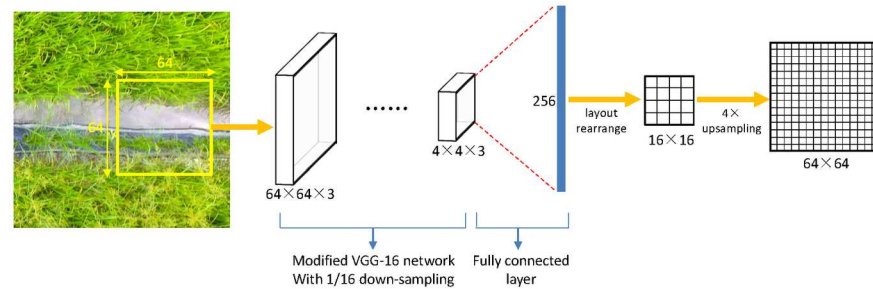 64
64
256
layout
rearrange
16×16
4×
upsampling
64×64
4×4×3
64×64×3
······
Modified VGG-16 network
With 1/16 down-sampling
Fully connected
layer